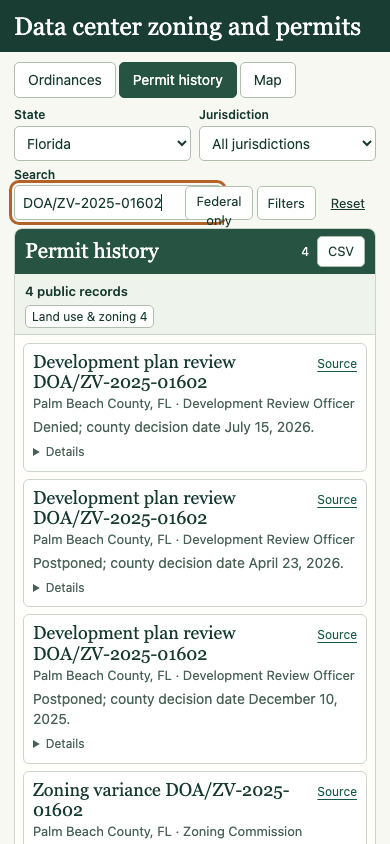 Data center zoning and permits
Ordinances
Permit history
Map
State
Jurisdiction
Florida
All jurisdictions
Search
DOA/ZV-2025-01602
Federal
only
Filters
Reset
Permit history
4
CSV
4 public records
Land use & zoning 4
Development plan review
DOA/ZV-2025-01602
Source
Palm Beach County, FL · Development Review Officer
Denied; county decision date July 15, 2026.
Details
Development plan review
DOA/ZV-2025-01602
Source
Palm Beach County, FL · Development Review Officer
Postponed; county decision date April 23, 2026.
Details
Development plan review
DOA/ZV-2025-01602
Source
Palm Beach County, FL · Development Review Officer
Postponed; county decision date December 10,
2025.
Details
Zoning variance DOA/ZV-2025-
01602
Source
Palm Beach County, FL · Zoning Commission